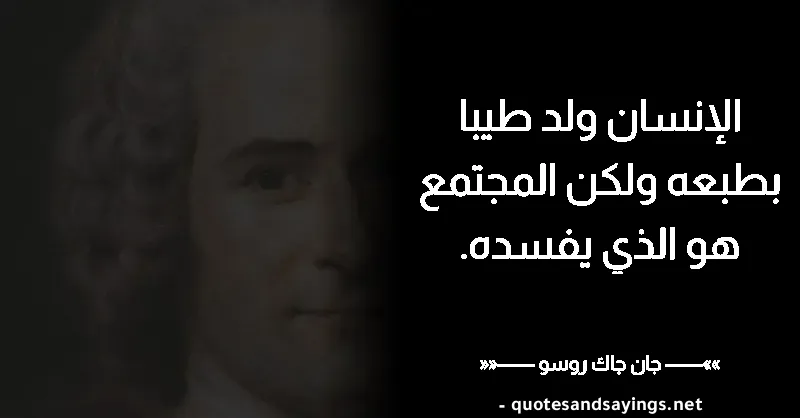 الإنسان ولد طيبا
بطبعه ولكن المجتمع
هو الذي يفسده.
»»——— جان جاك روسو ———««
- quotesandsayings.net